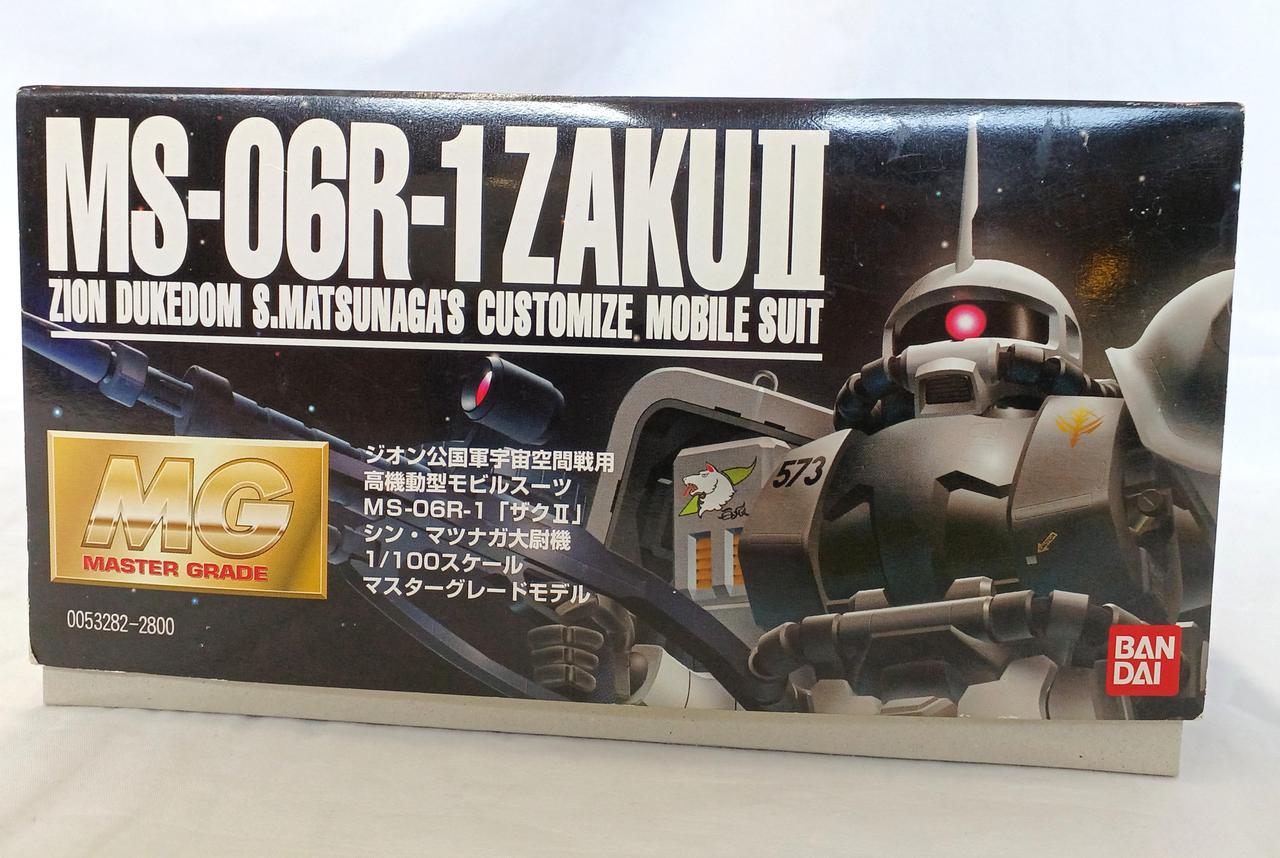 MS-06R-1 ZAKUⅡ
ZION DUKEDOM S.MATSUNAGA'S CUSTOMIZE MOBILE SUIT
ジオン公国軍宇宙空間戦用
高機動型モビルスーツ
MS-06R-1「ザクⅡ」
シン・マツナガ大尉機
1/100スケール
マスターグレードモデル
MG
MASTER GRADE
0053282-2800
573
BAN
DAI